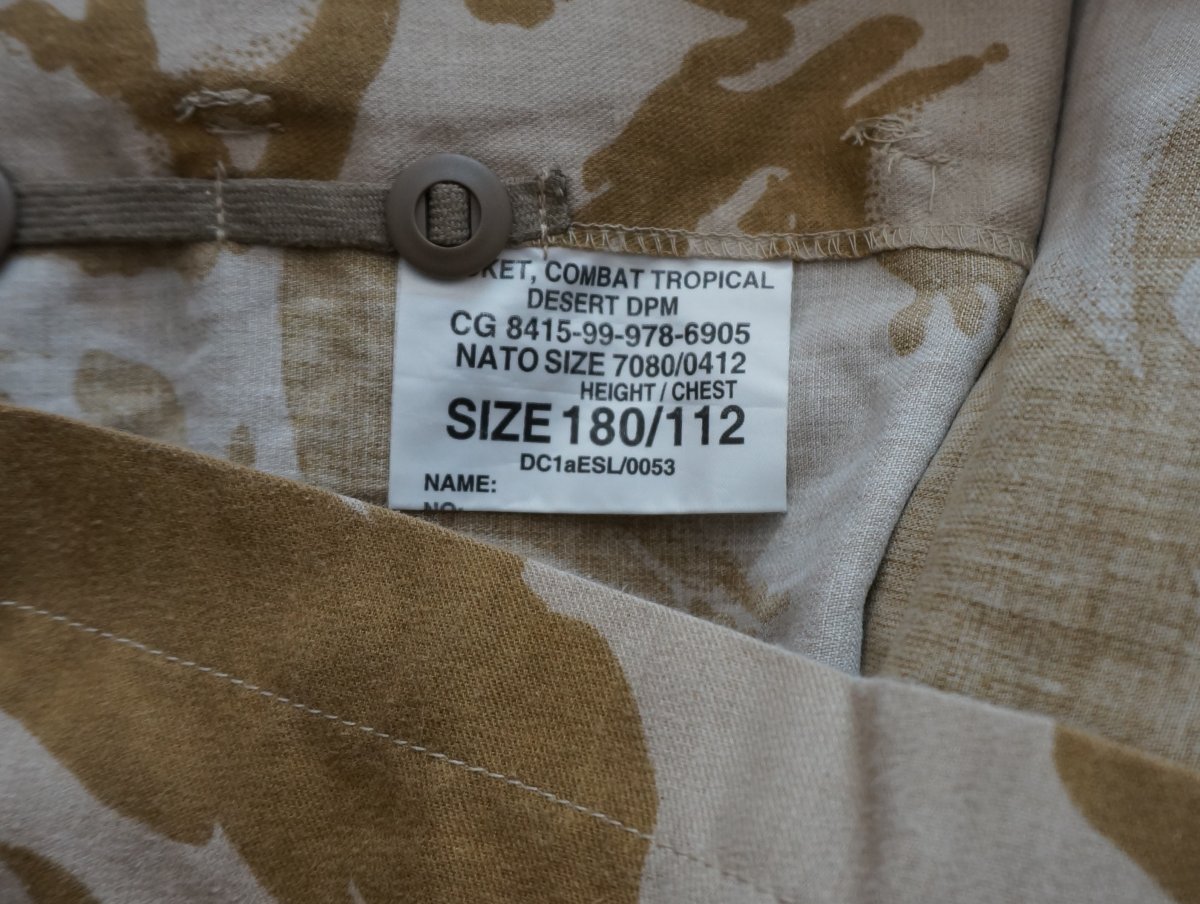 COMBAT TROPICAL
DESERT DPM
CG 8415-99-978-6905
NATO SIZE 7080/0412
HEIGHT / CHEST
SIZE 180/112
DC1aESL/0053
NAME:
NO: